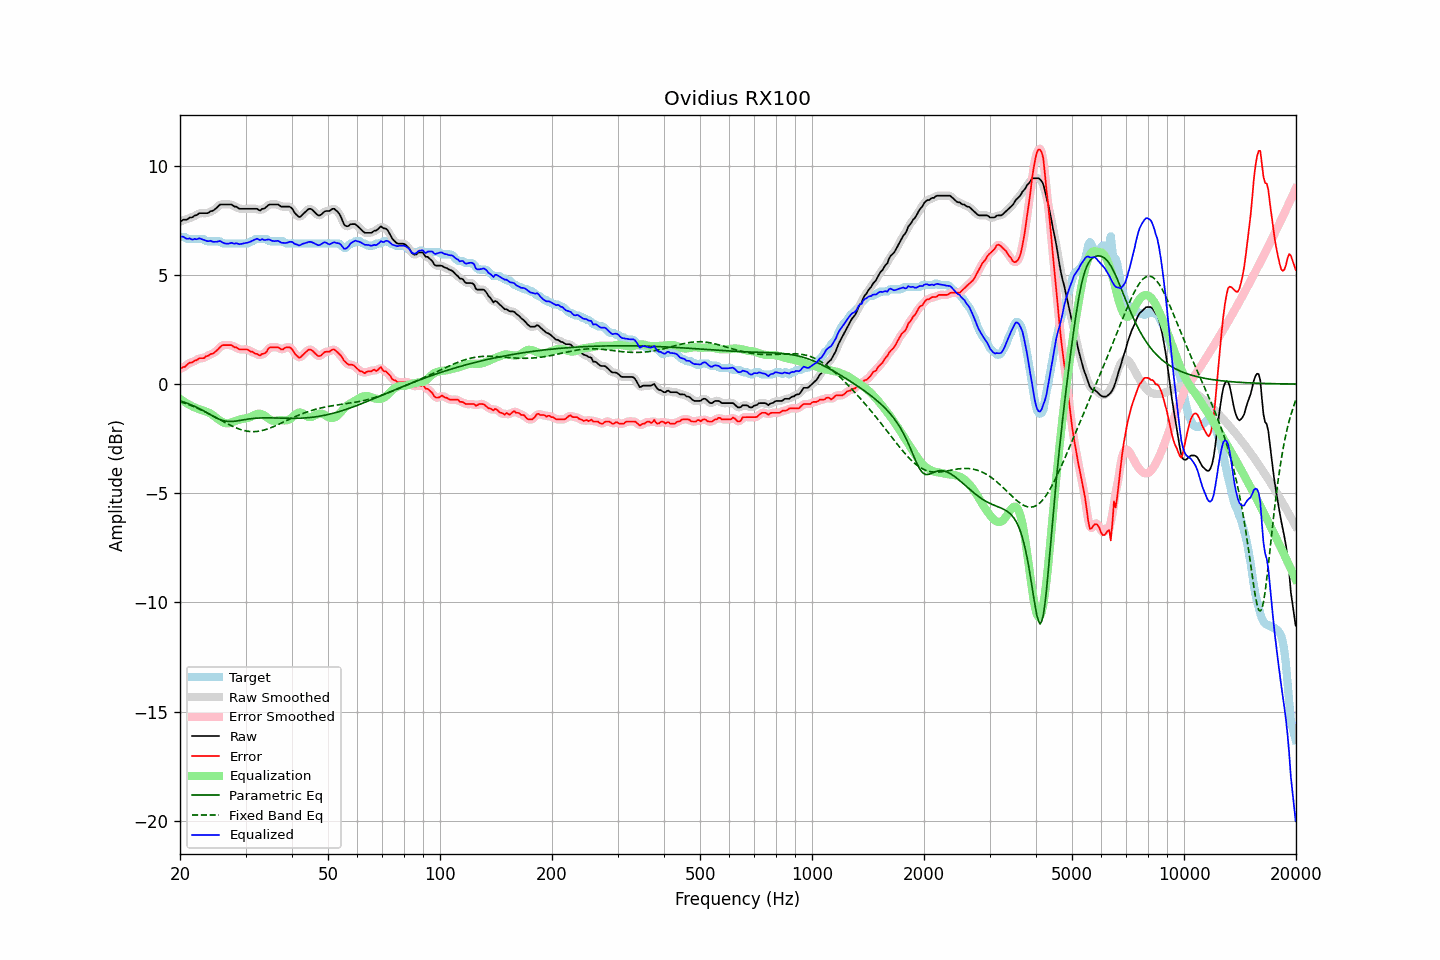 Ovidius RX100
Amplitude (dBr)
10
5
0
−5
−10
−15
−20
Target
Raw Smoothed
Error Smoothed
Raw
Error
Equalization
Parametric Eq
Fixed Band Eq
Equalized
20
50
100
200
500
1000
2000
5000
10000
20000
Frequency (Hz)